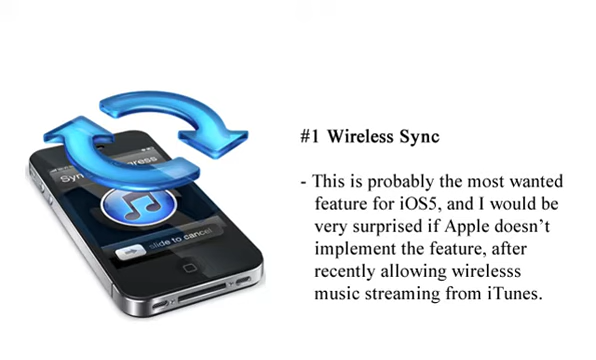 Sync
slide to cancel
#1 Wireless Sync
- This is probably the most wanted
feature for iOS5, and I would be
very surprised if Apple doesn’t
implement the feature, after
recently allowing wirelesss
music streaming from iTunes.